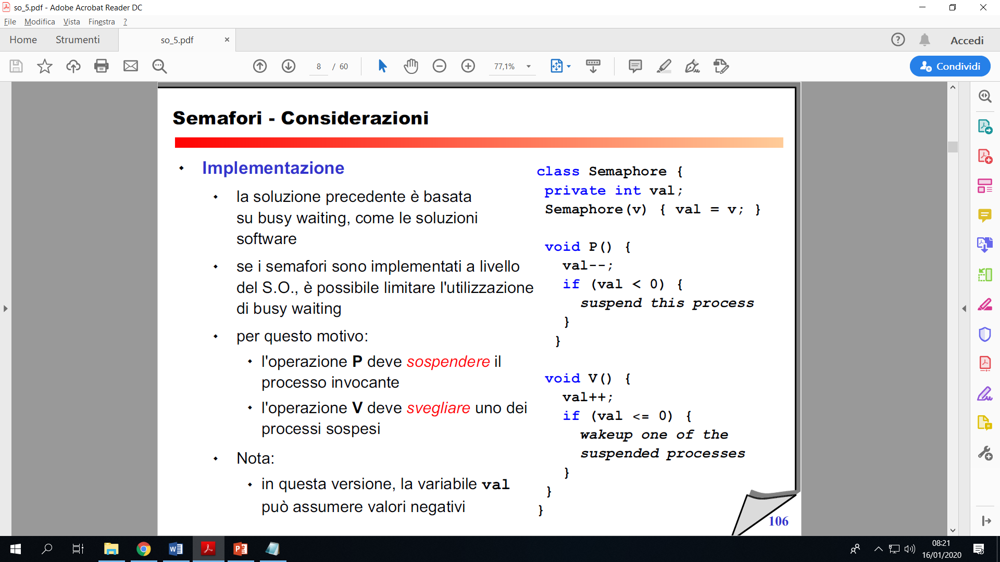 so_5.pdf - Adobe Acrobat Reader DC
File Modifica Vista Finestra ?
Home Strumenti so_5.pdf × Accedi
8 / 60 77,1% Condividi
Semafori - Considerazioni
Implementazione
la soluzione precedente è basata
su busy waiting, come le soluzioni
software
se i semafori sono implementati a livello
del S.O., è possibile limitare l'utilizzazione
di busy waiting
per questo motivo:
l'operazione P deve sospendere il
processo invocante
l'operazione V deve svegliare uno dei
processi sospesi
Nota:
in questa versione, la variabile val
può assumere valori negativi
class Semaphore {
private int val;
Semaphore(v) { val = v; }
void P() {
val--;
if (val < 0) {
suspend this process
}
}
void V() {
val++;
if (val <= 0) {
wakeup one of the
suspended processes
}
}
}
106
08:21
16/01/2020